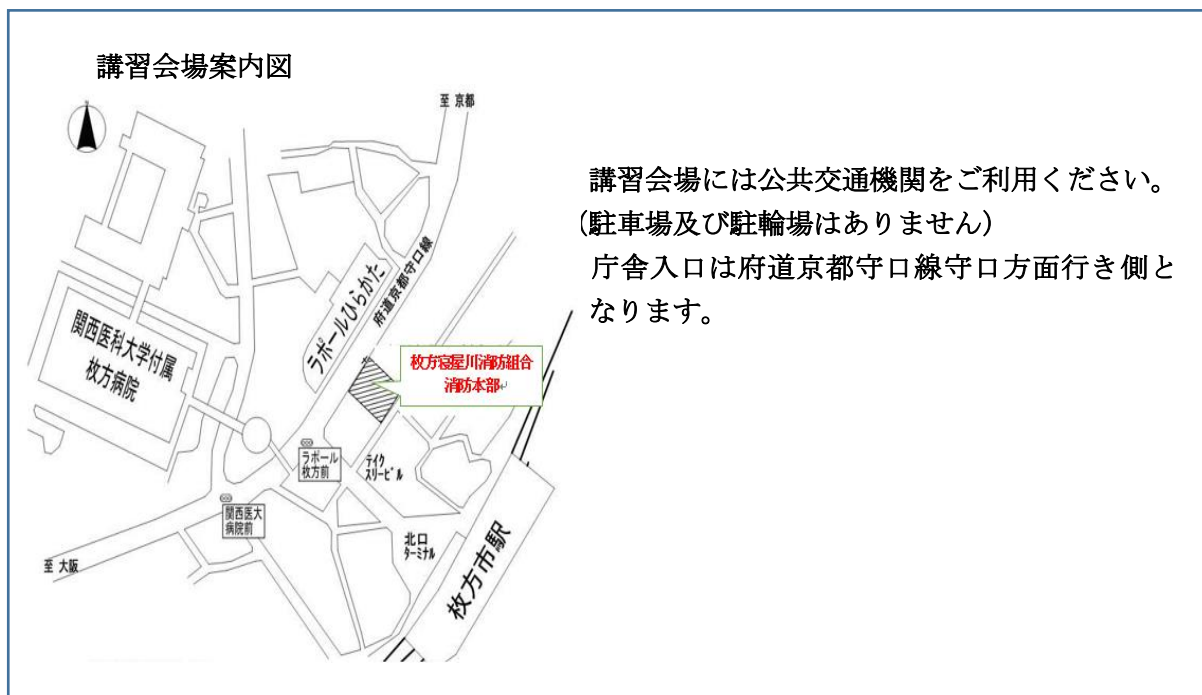 講習会場案内図
至 京都
講習会場には公共交通機関をご利用ください。
（駐車場及び駐輪場はありません）
庁舎入口は府道京都守口線守口方面行き側と
なります。
府道京都守口線
ラポールひらかた
関西医科大学付属
枚方病院
枚方寝屋川消防組合
消防本部
ラポール
枚方前
テイク
スリービル
関西医大
病院前
北口
ターミナル
至 大阪
枚方市駅